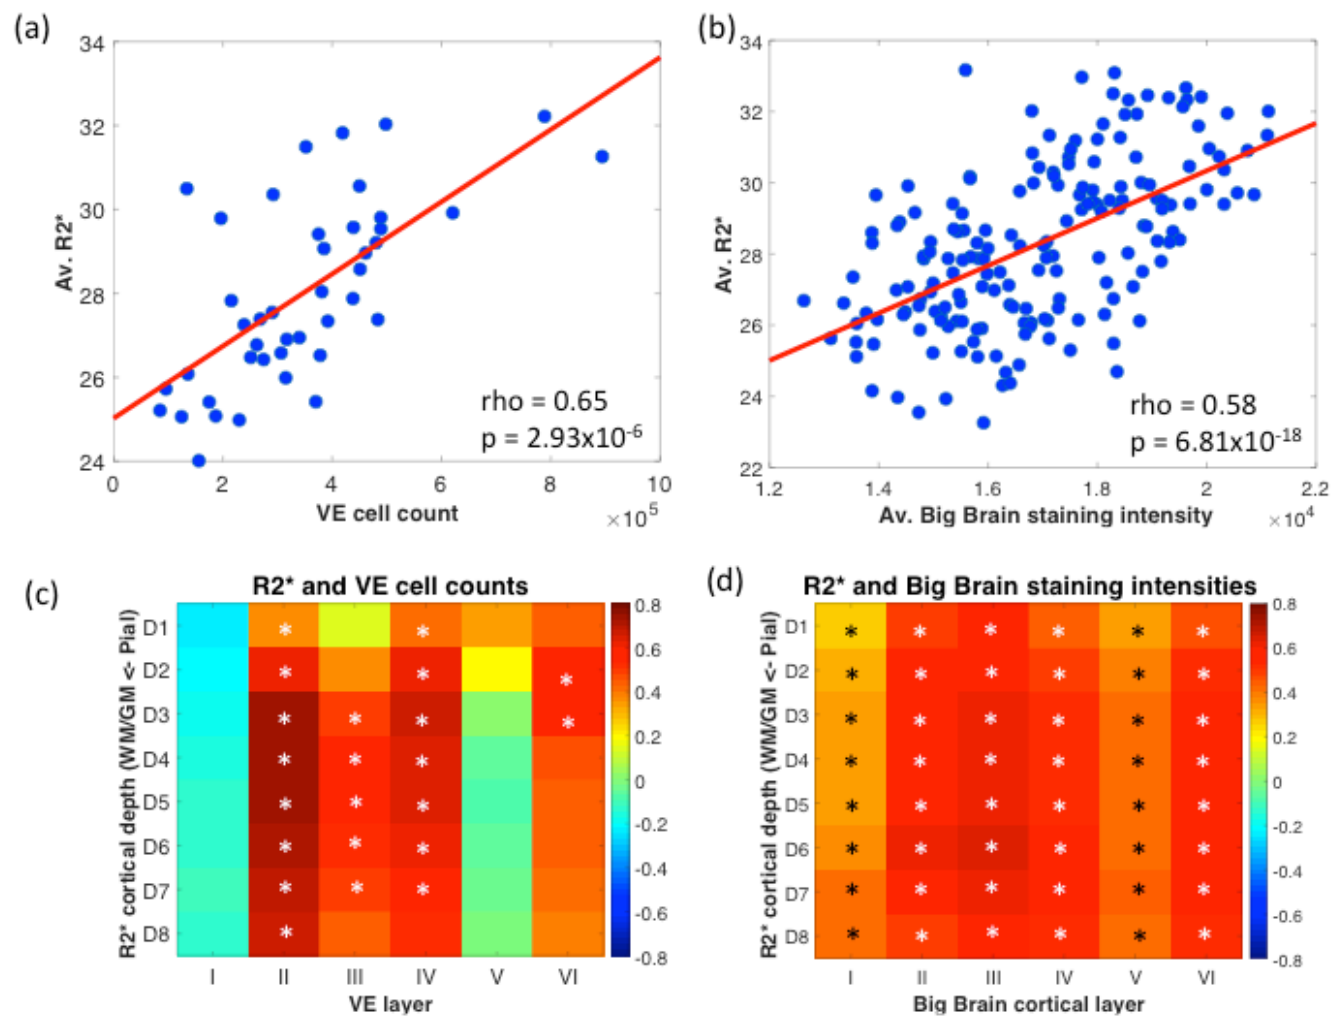 (a)
34
32
30
28
26
24
Av. R2*
0 2 4 6 8 10
VE cell count
×10^5
rho = 0.65
p = 2.93x10^-6
(b)
34
32
30
28
26
24
22
Av. R2*
1.2 1.4 1.6 1.8 2 2.2
Av. Big Brain staining intensity
×10^4
rho = 0.58
p = 6.81x10^-18
(c)
R2* and VE cell counts
R2* cortical depth (WM/GM <- Pial)
D1 * *
D2 * * *
D3 * * * *
D4 * * *
D5 * * *
D6 * * *
D7 * * *
D8 *
I II III IV V VI
VE layer
0.8
0.6
0.4
0.2
0
-0.2
-0.4
-0.6
-0.8
(d)
R2* and Big Brain staining intensities
R2* cortical depth (WM/GM <- Pial)
D1 * * * * * *
D2 * * * * * *
D3 * * * * * *
D4 * * * * * *
D5 * * * * * *
D6 * * * * * *
D7 * * * * * *
D8 * * * * * *
I II III IV V VI
Big Brain cortical layer
0.8
0.6
0.4
0.2
0
-0.2
-0.4
-0.6
-0.8